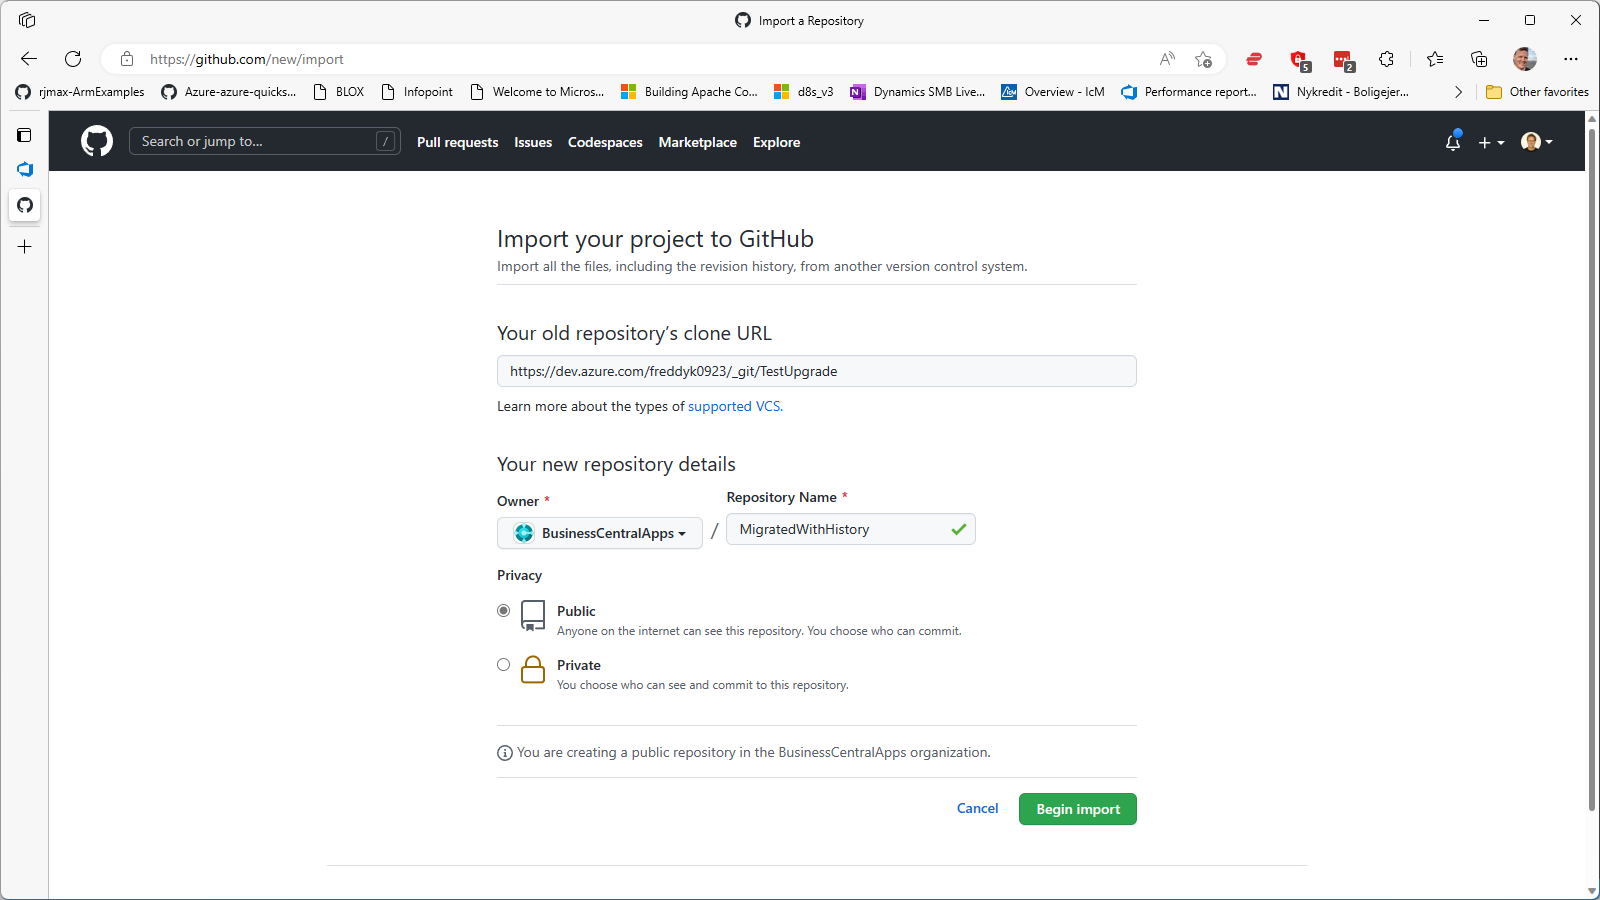 Import a Repository
https://github.com/new/import
5
2
rjmax-ArmExamples
Azure-azure-quicks...
BLOX
Infopoint
Welcome to Micros...
Building Apache Co...
d8s_v3
Dynamics SMB Live...
Overview - IcM
Performance report...
Nykredit - Boligejer...
Other favorites
Search or jump to...
/
Pull requests
Issues
Codespaces
Marketplace
Explore
Import your project to GitHub
Import all the files, including the revision history, from another version control system.
Your old repository’s clone URL
https://dev.azure.com/freddyk0923/_git/TestUpgrade
Learn more about the types of supported VCS.
Your new repository details
Owner *
Repository Name *
BusinessCentralApps
/
MigratedWithHistory
Privacy
Public
Anyone on the internet can see this repository. You choose who can commit.
Private
You choose who can see and commit to this repository.
You are creating a public repository in the BusinessCentralApps organization.
Cancel
Begin import